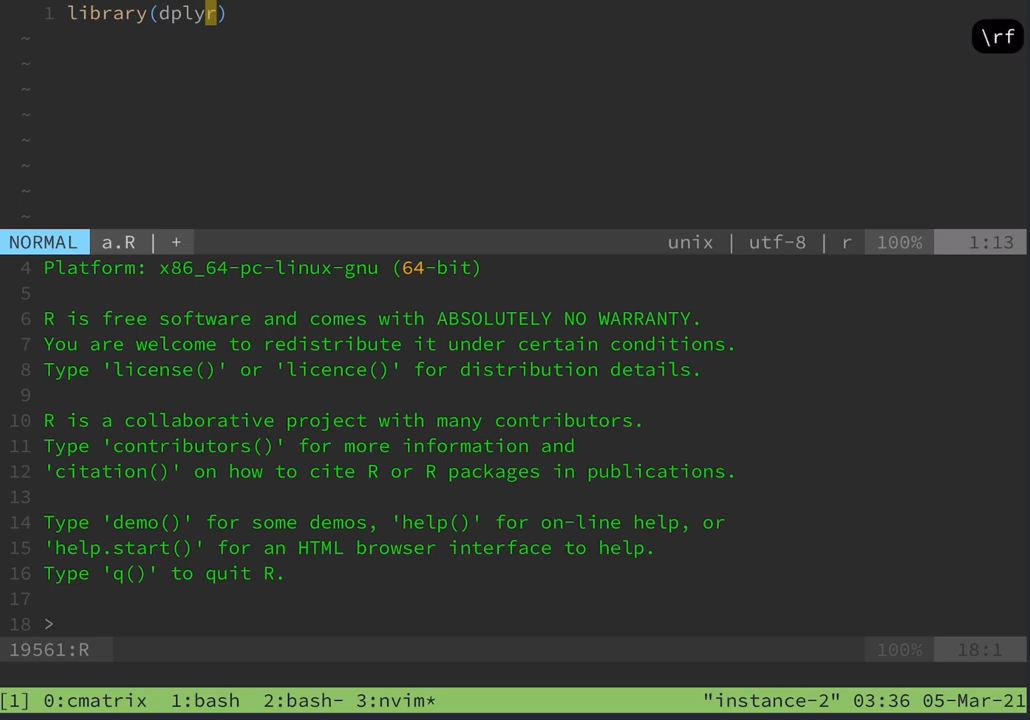 1 library(dplyr)
\rf
~
~
~
~
~
~
~
~
NORMAL a.R | + unix | utf-8 | r 100% 1:13
4 Platform: x86_64-pc-linux-gnu (64-bit)
5
6 R is free software and comes with ABSOLUTELY NO WARRANTY.
7 You are welcome to redistribute it under certain conditions.
8 Type 'license()' or 'licence()' for distribution details.
9
10 R is a collaborative project with many contributors.
11 Type 'contributors()' for more information and
12 'citation()' on how to cite R or R packages in publications.
13
14 Type 'demo()' for some demos, 'help()' for on-line help, or
15 'help.start()' for an HTML browser interface to help.
16 Type 'q()' to quit R.
17
18 >
19561:R 100% 18:1
[1] 0:cmatrix 1:bash 2:bash- 3:nvim* "instance-2" 03:36 05-Mar-21